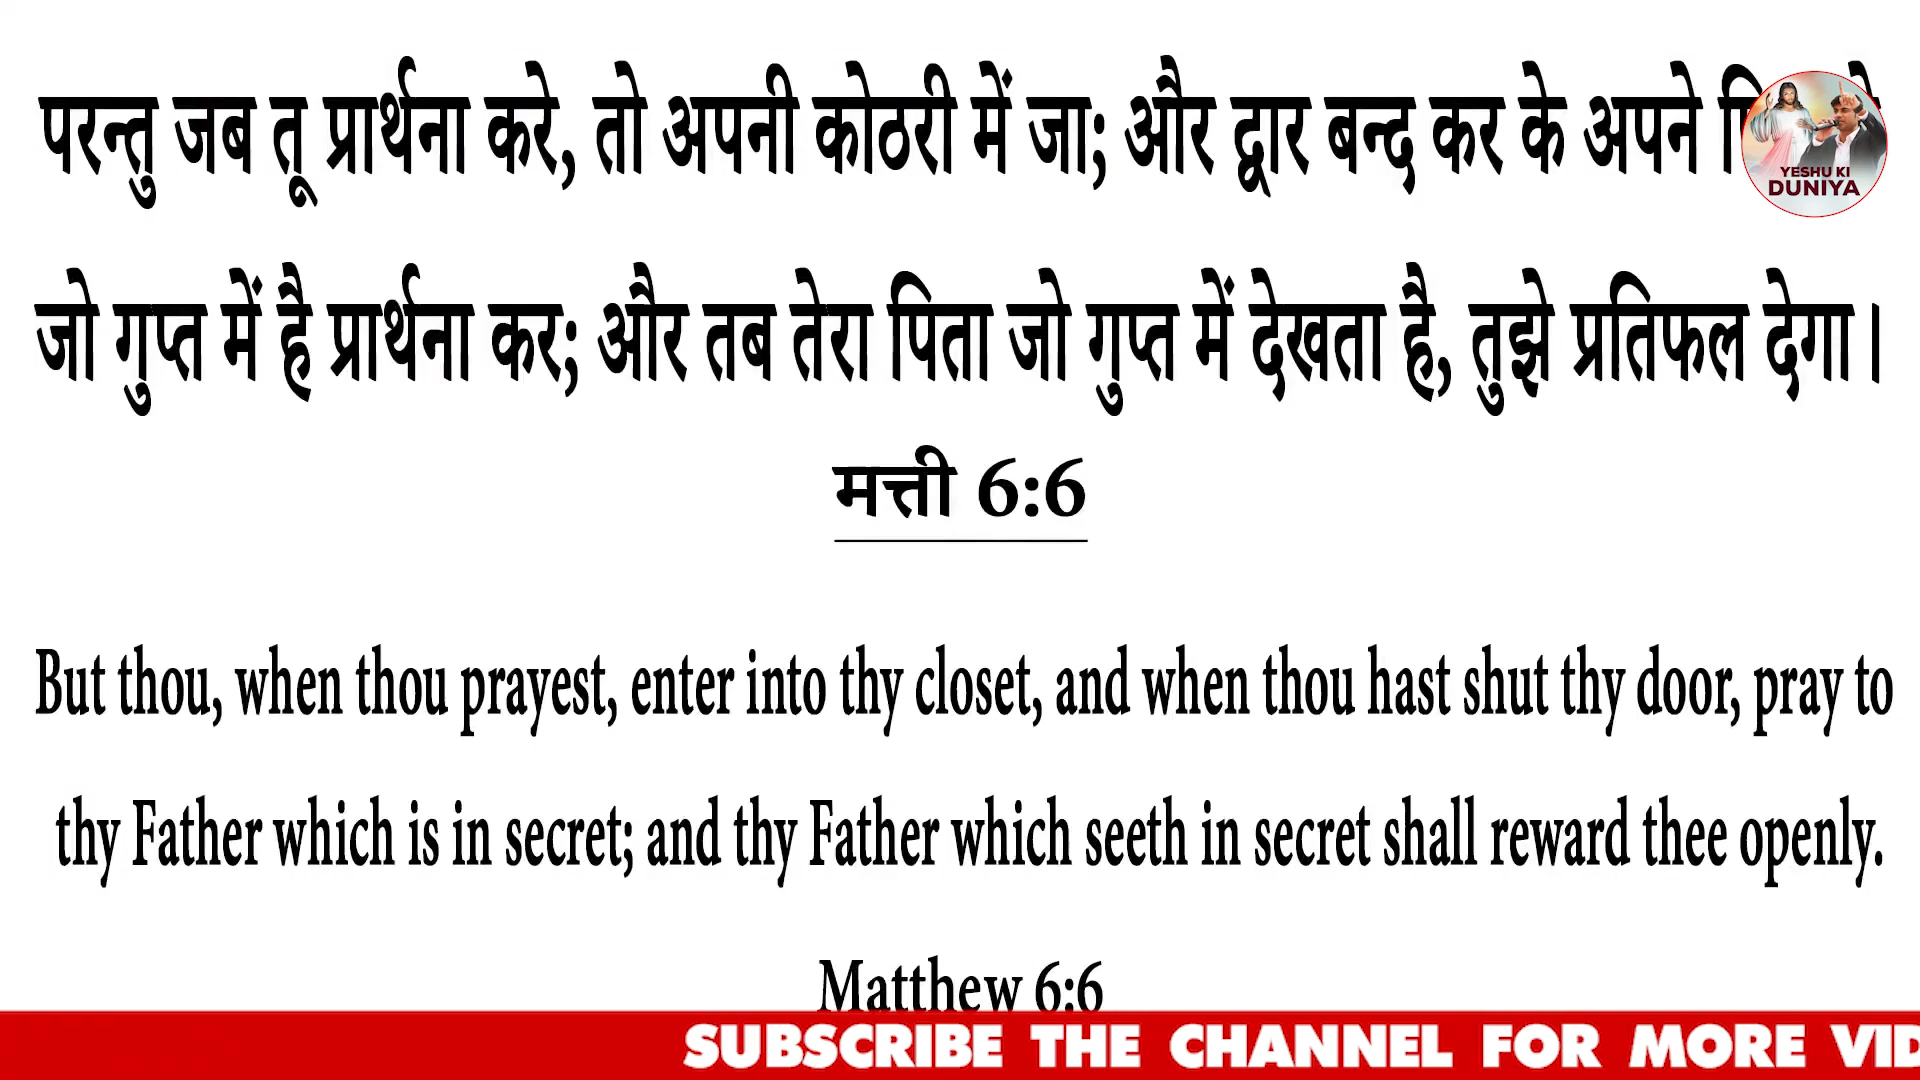 परन्तु जब तू प्रार्थना करे, तो अपनी कोठरी में जा; और द्वार बन्द कर के अपने
YESHU KI
DUNIYA
जो गुप्त में है प्रार्थना कर; और तब तेरा पिता जो गुप्त में देखता है, तुझे प्रतिफल देगा।
मत्ती 6:6
But thou, when thou prayest, enter into thy closet, and when thou hast shut thy door, pray to
thy Father which is in secret; and thy Father which seeth in secret shall reward thee openly.
Matthew 6:6
SUBSCRIBE THE CHANNEL FOR MORE VID